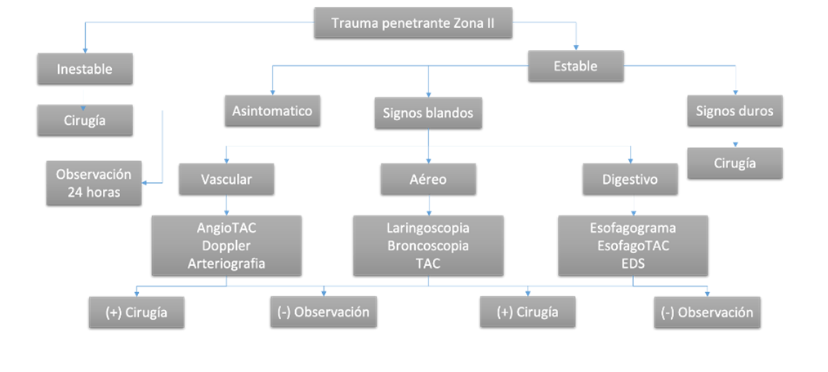 Trauma penetrante Zona II
Inestable
Estable
Cirugía
Asintomatico
Signos blandos
Signos duros
Observación
24 horas
Vascular
Aéreo
Digestivo
Cirugía
AngioTAC
Doppler
Arteriografia
Laringoscopia
Broncoscopia
TAC
Esofagograma
EsofagoTAC
EDS
(+) Cirugía
(-) Observación
(+) Cirugía
(-) Observación